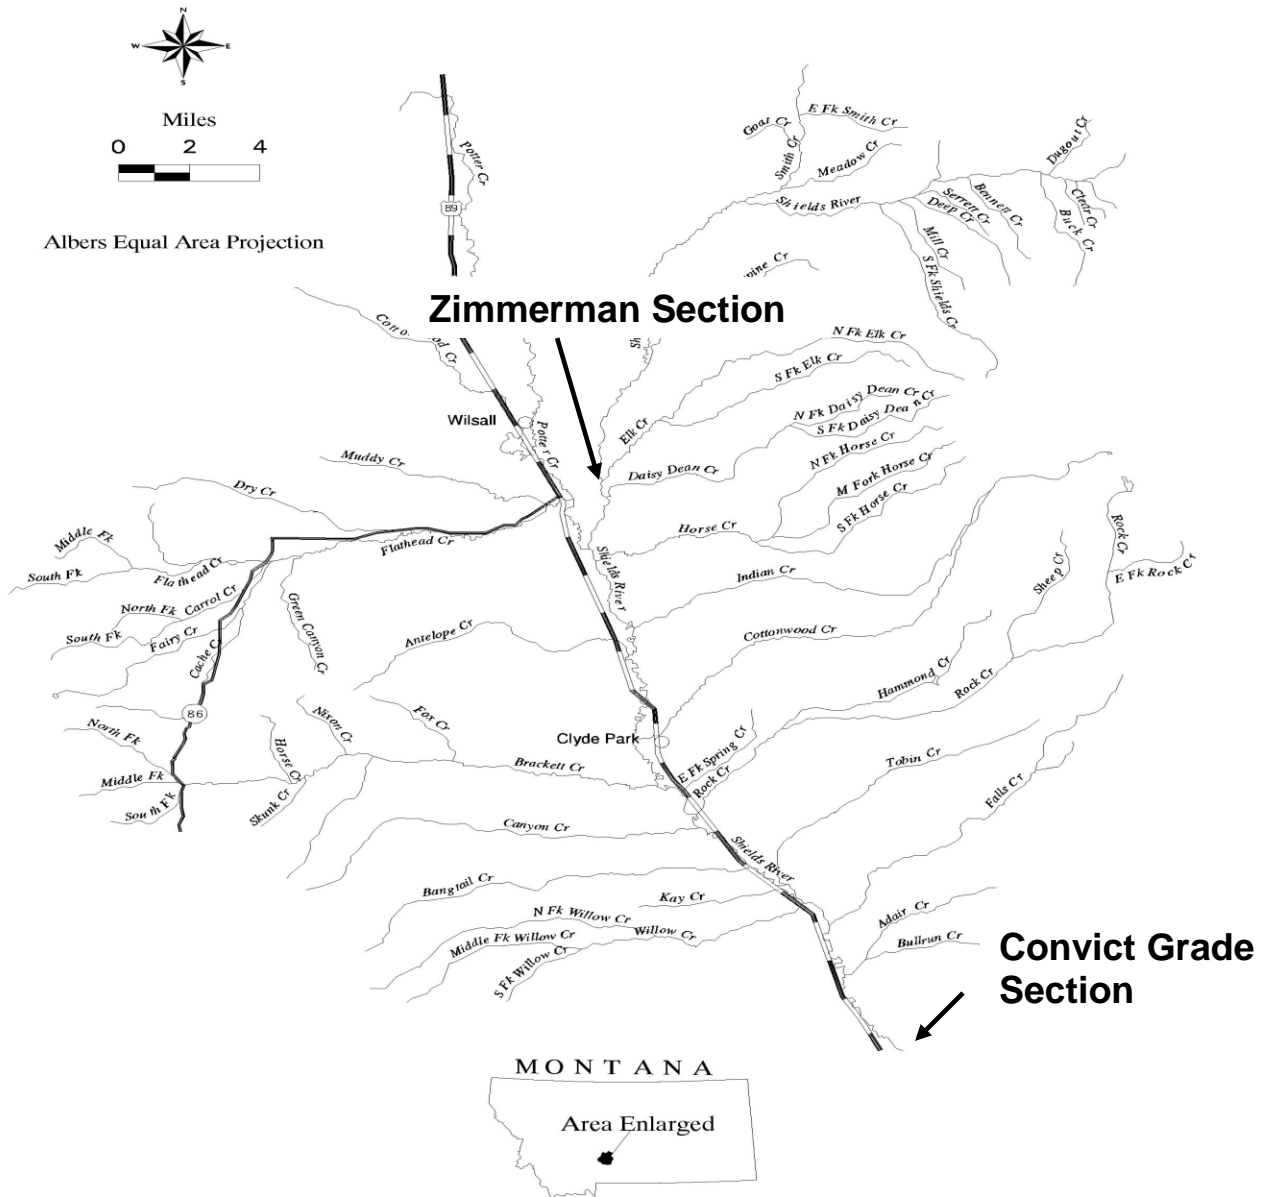 N
W
E
S
Miles
0 2 4
Albers Equal Area Projection
Potter Cr
89
E Fk Smith Cr
Goat Cr
Smith Cr
Meadow Cr
Dugout Cr
Shields River
Serrett Cr
Bennett Cr
Deep Cr
Clear Cr
Buck Cr
Mill Cr
S Fk Shields Cr
Zimmerman Section
N Fk Elk Cr
S Fk Elk Cr
N Fk Daisy Dean Cr
S Fk Daisy Dean Cr
Wilsall
Potter Cr
Elk Cr
N Fk Horse Cr
Muddy Cr
Daisy Dean Cr
M Fork Horse Cr
Dry Cr
S Fk Horse Cr
Horse Cr
Rock Cr
Middle Fk
Flathead Cr
Flathead Cr
South Fk
Shields River
Indian Cr
Sheep Cr
E Fk Rock Cr
North Fk
Carrol Cr
Green Canyon Cr
South Fk
Fairy Cr
Cache Cr
Antelope Cr
Cottonwood Cr
Hammond Cr
Rock Cr
86
North Fk
Nixon Cr
Fox Cr
Clyde Park
Horse Cr
Brackett Cr
E Fk Spring Cr
Rock Cr
Tobin Cr
Middle Fk
South Fk
Skunk Cr
Falls Cr
Canyon Cr
Shields River
Bangtail Cr
Kay Cr
N Fk Willow Cr
Adair Cr
Middle Fk Willow Cr
Willow Cr
Bullrun Cr
S Fk Willow Cr
Convict Grade
Section
MONTANA
Area Enlarged